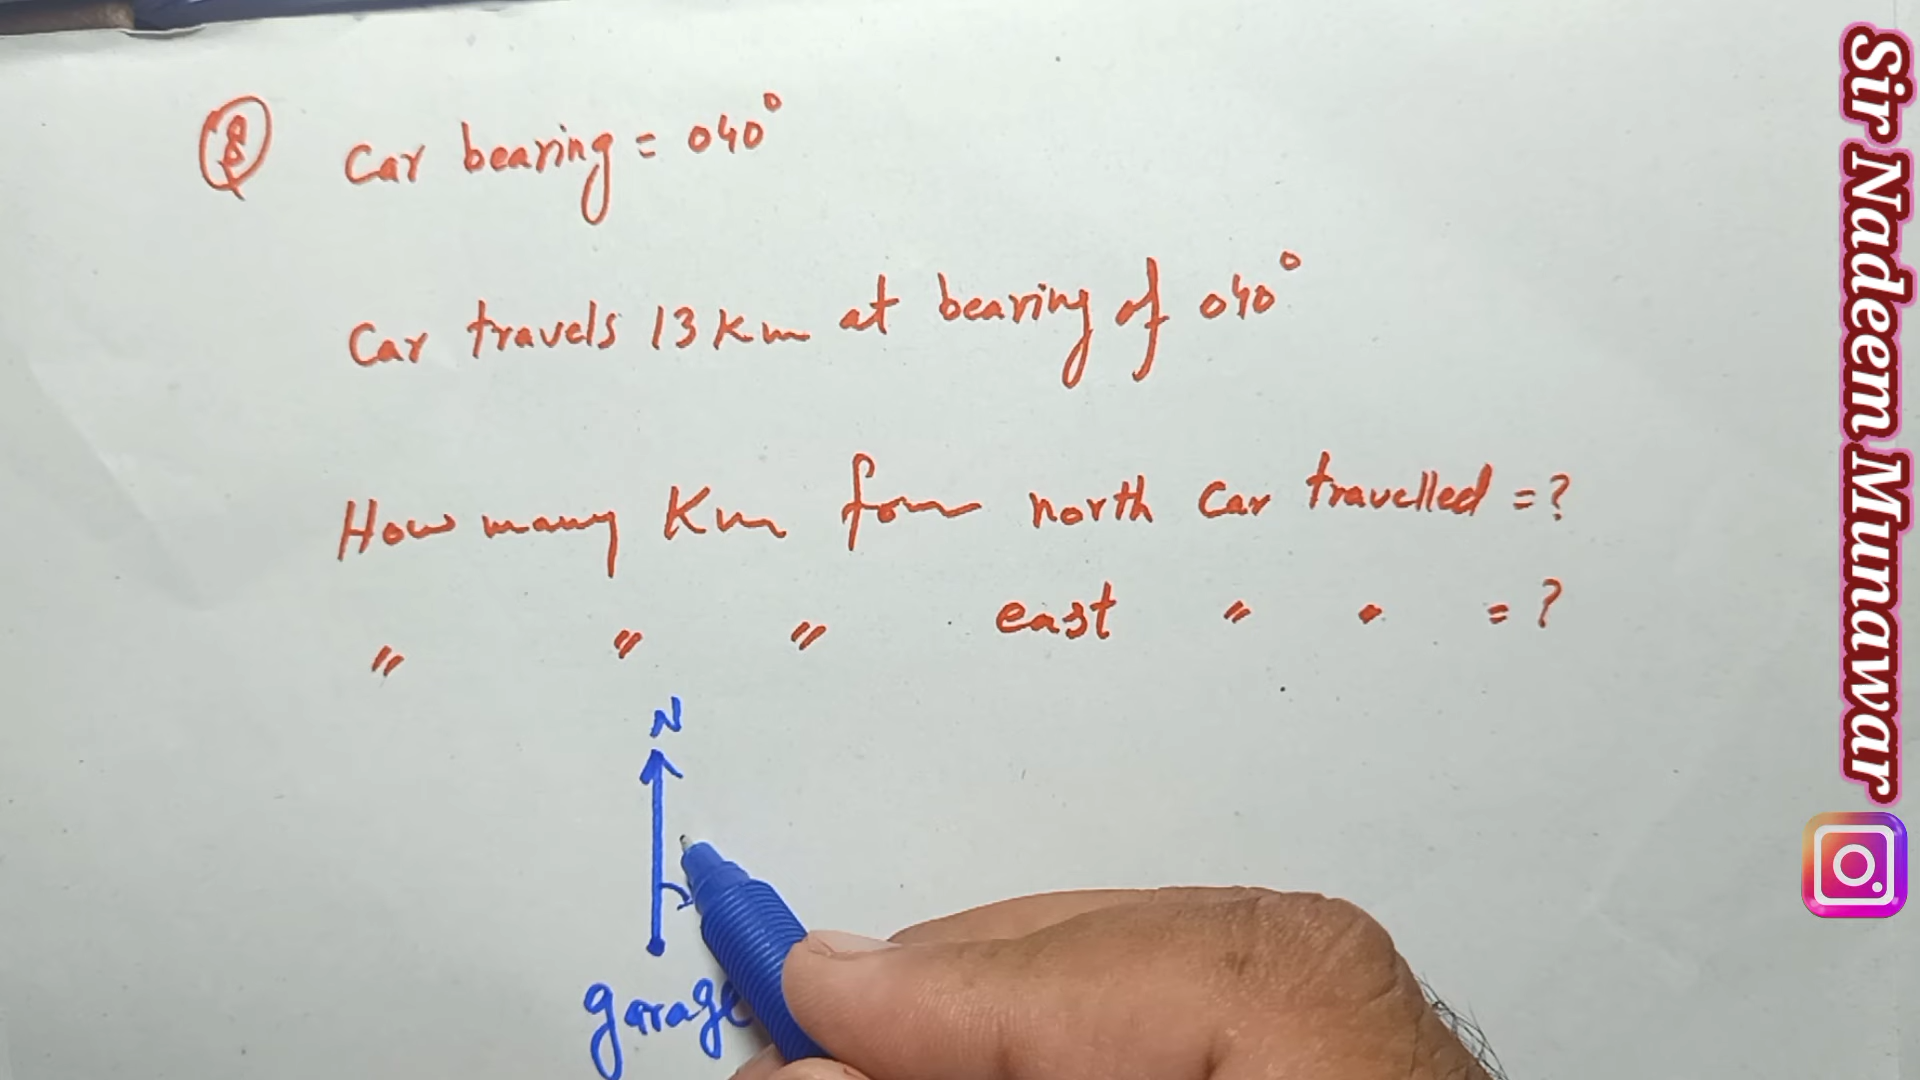 8 Car bearing = 040°
Car travels 13 Km at bearing of 040°
How many Km from north Car travelled = ?
" " " east " " = ?
N
garage
Sir Nadeem Munawar